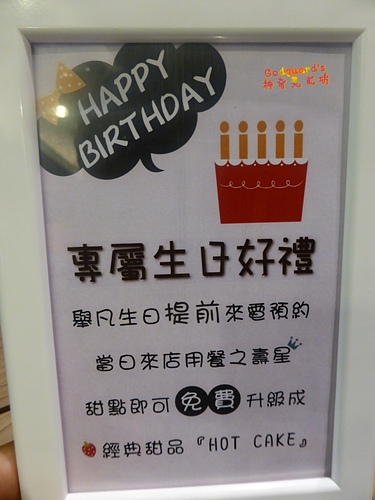 HAPPY
BIRTHDAY
Godguard's
專屬生日好禮
舉凡生日提前來電預約
當日來店用餐之壽星
甜點即可免費升級成
經典甜品『HOT CAKE』